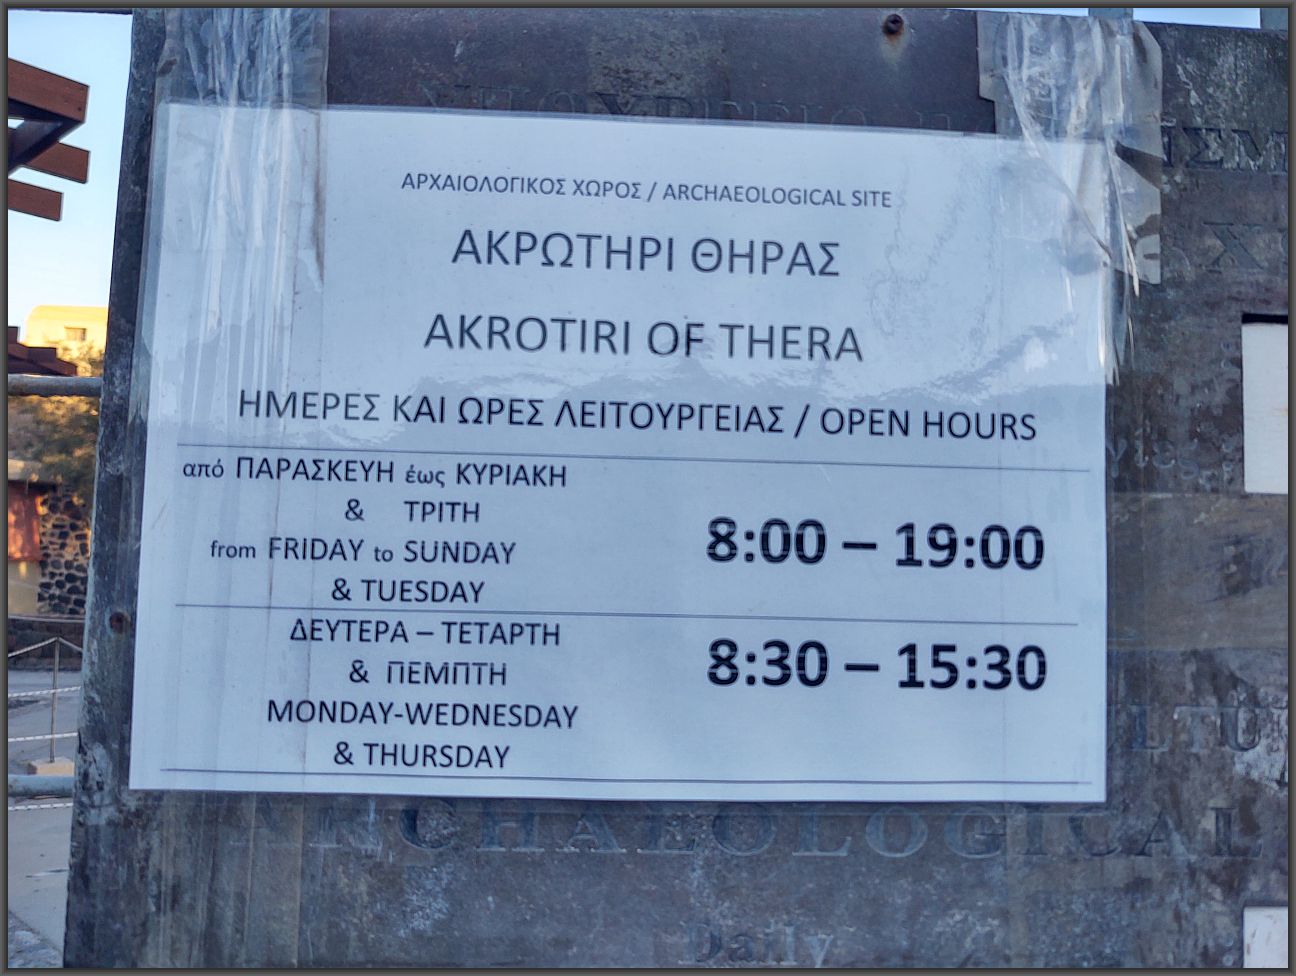 ΑΡΧΑΙΟΛΟΓΙΚΟΣ ΧΩΡΟΣ / ARCHAEOLOGICAL SITE
ΑΚΡΩΤΗΡΙ ΘΗΡΑΣ
AKROTIRI OF THERA
ΗΜΕΡΕΣ ΚΑΙ ΩΡΕΣ ΛΕΙΤΟΥΡΓΕΙΑΣ / OPEN HOURS
από ΠΑΡΑΣΚΕΥΗ έως ΚΥΡΙΑΚΗ
& ΤΡΙΤΗ
from FRIDAY to SUNDAY
& TUESDAY
8:00 – 19:00
ΔΕΥΤΕΡΑ – ΤΕΤΑΡΤΗ
& ΠΕΜΠΤΗ
MONDAY-WEDNESDAY
& THURSDAY
8:30 – 15:30
ARCHAEOLOGICAL
Daily